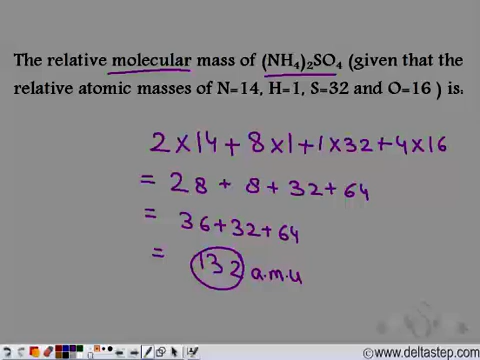 The relative molecular mass of (NH₄)₂SO₄ (given that the
relative atomic masses of N=14, H=1, S=32 and O=16 ) is:
2×14+8×1+1×32+4×16
= 28+8+32+64
= 36+32+64
= 132 a.m.u
www.deltastep.com